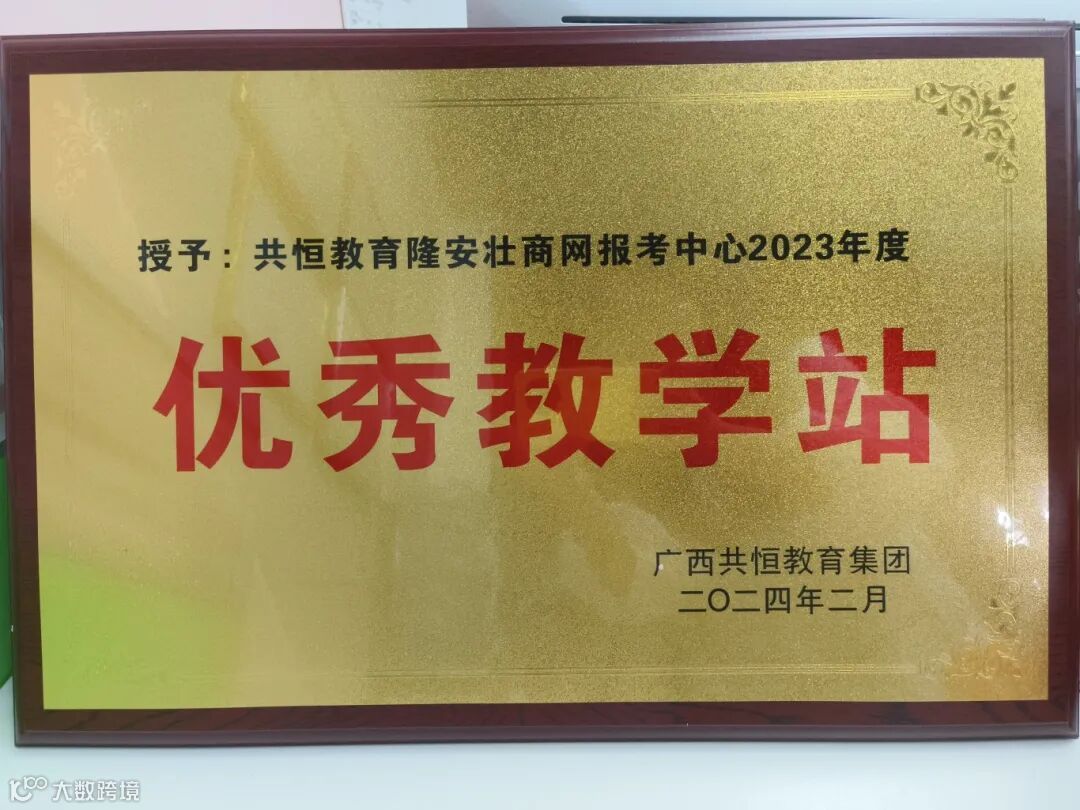 授予：共恒教育隆安壮商网报考中心2023年度
优秀教学站
广西共恒教育集团
二〇二四年二月
大数跨境